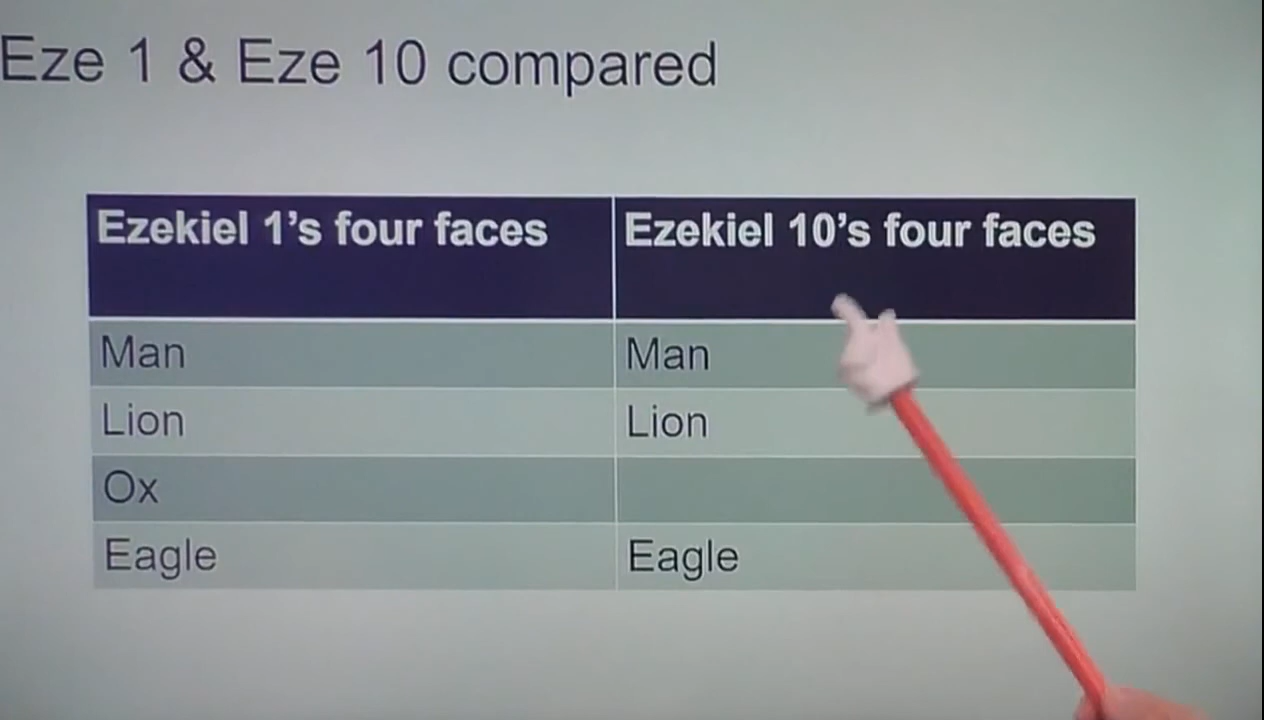 Eze 1 & Eze 10 compared
Ezekiel 1’s four faces
Ezekiel 10’s four faces
Man
Man
Lion
Lion
Ox
Eagle
Eagle